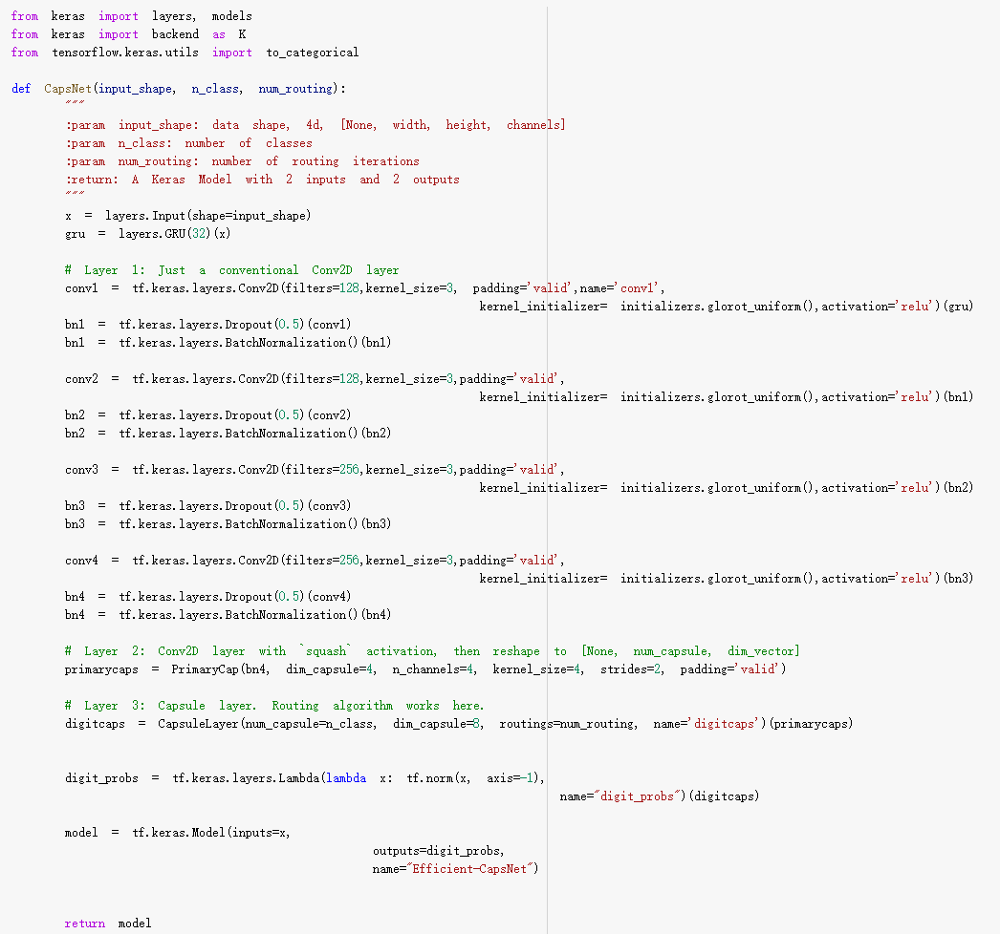 from keras import layers, models
from keras import backend as K
from tensorflow.keras.utils import to_categorical
def CapsNet(input_shape, n_class, num_routing):
"""
:param input_shape: data shape, 4d, [None, width, height, channels]
:param n_class: number of classes
:param num_routing: number of routing iterations
:return: A Keras Model with 2 inputs and 2 outputs
"""
x = layers.Input(shape=input_shape)
gru = layers.GRU(32)(x)
# Layer 1: Just a conventional Conv2D layer
conv1 = tf.keras.layers.Conv2D(filters=128,kernel_size=3, padding='valid',name='conv1',
kernel_initializer= initializers.glorot_uniform(),activation='relu')(gru)
bn1 = tf.keras.layers.Dropout(0.5)(conv1)
bn1 = tf.keras.layers.BatchNormalization()(bn1)
conv2 = tf.keras.layers.Conv2D(filters=128,kernel_size=3,padding='valid',
kernel_initializer= initializers.glorot_uniform(),activation='relu')(bn1)
bn2 = tf.keras.layers.Dropout(0.5)(conv2)
bn2 = tf.keras.layers.BatchNormalization()(bn2)
conv3 = tf.keras.layers.Conv2D(filters=256,kernel_size=3,padding='valid',
kernel_initializer= initializers.glorot_uniform(),activation='relu')(bn2)
bn3 = tf.keras.layers.Dropout(0.5)(conv3)
bn3 = tf.keras.layers.BatchNormalization()(bn3)
conv4 = tf.keras.layers.Conv2D(filters=256,kernel_size=3,padding='valid',
kernel_initializer= initializers.glorot_uniform(),activation='relu')(bn3)
bn4 = tf.keras.layers.Dropout(0.5)(conv4)
bn4 = tf.keras.layers.BatchNormalization()(bn4)
# Layer 2: Conv2D layer with `squash` activation, then reshape to [None, num_capsule, dim_vector]
primarycaps = PrimaryCap(bn4, dim_capsule=4, n_channels=4, kernel_size=4, strides=2, padding='valid')
# Layer 3: Capsule layer. Routing algorithm works here.
digitcaps = CapsuleLayer(num_capsule=n_class, dim_capsule=8, routings=num_routing, name='digitcaps')(primarycaps)
digit_probs = tf.keras.layers.Lambda(lambda x: tf.norm(x, axis=-1),
name="digit_probs")(digitcaps)
model = tf.keras.Model(inputs=x,
outputs=digit_probs,
name="Efficient-CapsNet")
return model